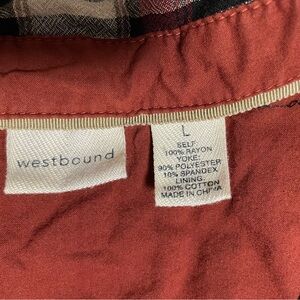 westbound
L
SELF
100% RAYON
YOKE:
90% POLYESTER
10% SPANDEX
LINING:
100% COTTON
MADE IN CHINA